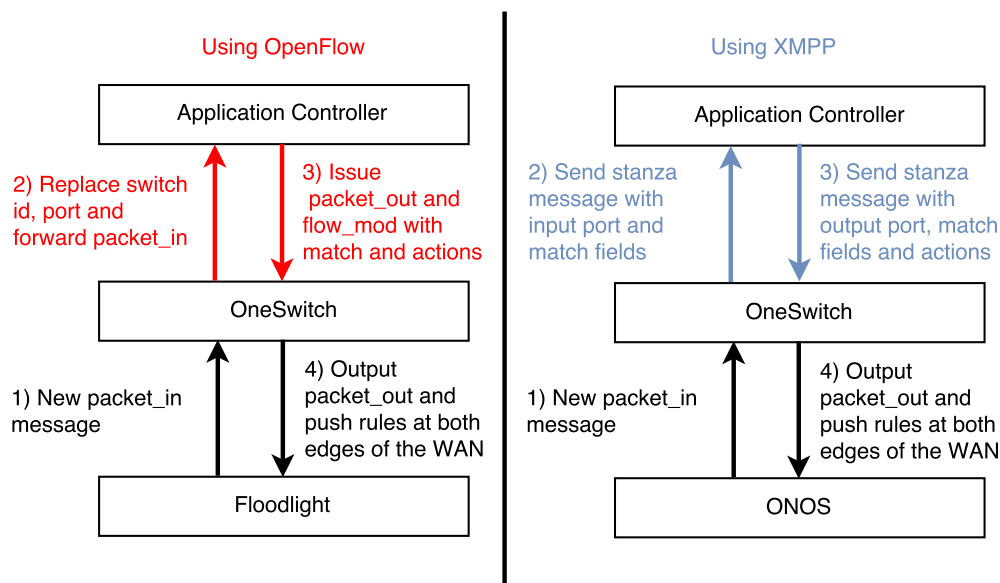 Using OpenFlow
Application Controller
2) Replace switch
id, port and
forward packet_in
3) Issue
packet_out and
flow_mod with
match and actions
OneSwitch
1) New packet_in
message
4) Output
packet_out and
push rules at both
edges of the WAN
Floodlight
Using XMPP
Application Controller
2) Send stanza
message with
input port and
match fields
3) Send stanza
message with
output port, match
fields and actions
OneSwitch
1) New packet_in
message
4) Output
packet_out and
push rules at both
edges of the WAN
ONOS